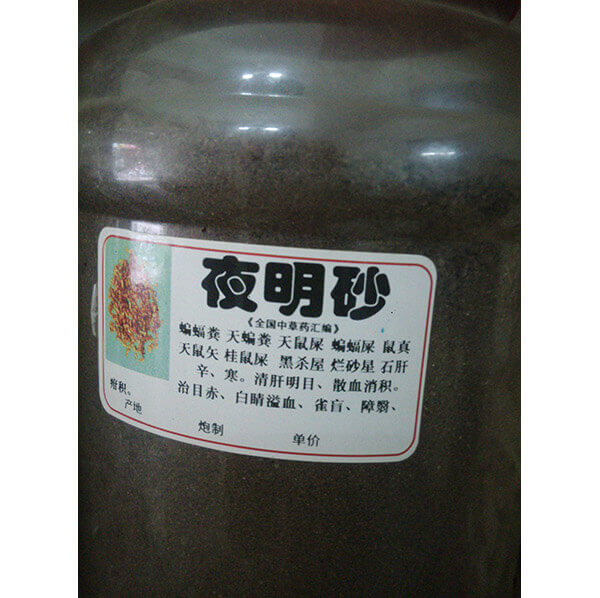 夜明砂
《全国中草药汇编》
蝙蝠粪 天蝙粪 天鼠屎 蝙蝠屎 鼠真
天鼠矢 桂鼠屎 黑杀屋 烂砂星 石肝
辛、寒。清肝明目、散血消积。
治目赤、白睛溢血、雀盲、障翳、
疳积。
产地 炮制 单价